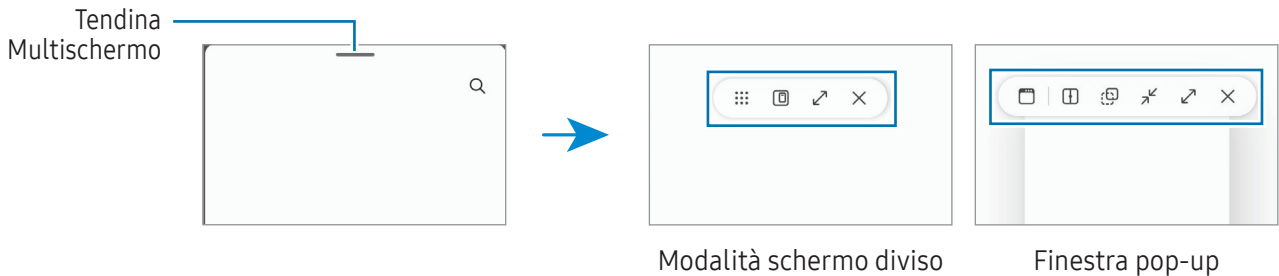 Tendina
Multischermo
Modalità schermo diviso
Finestra pop-up